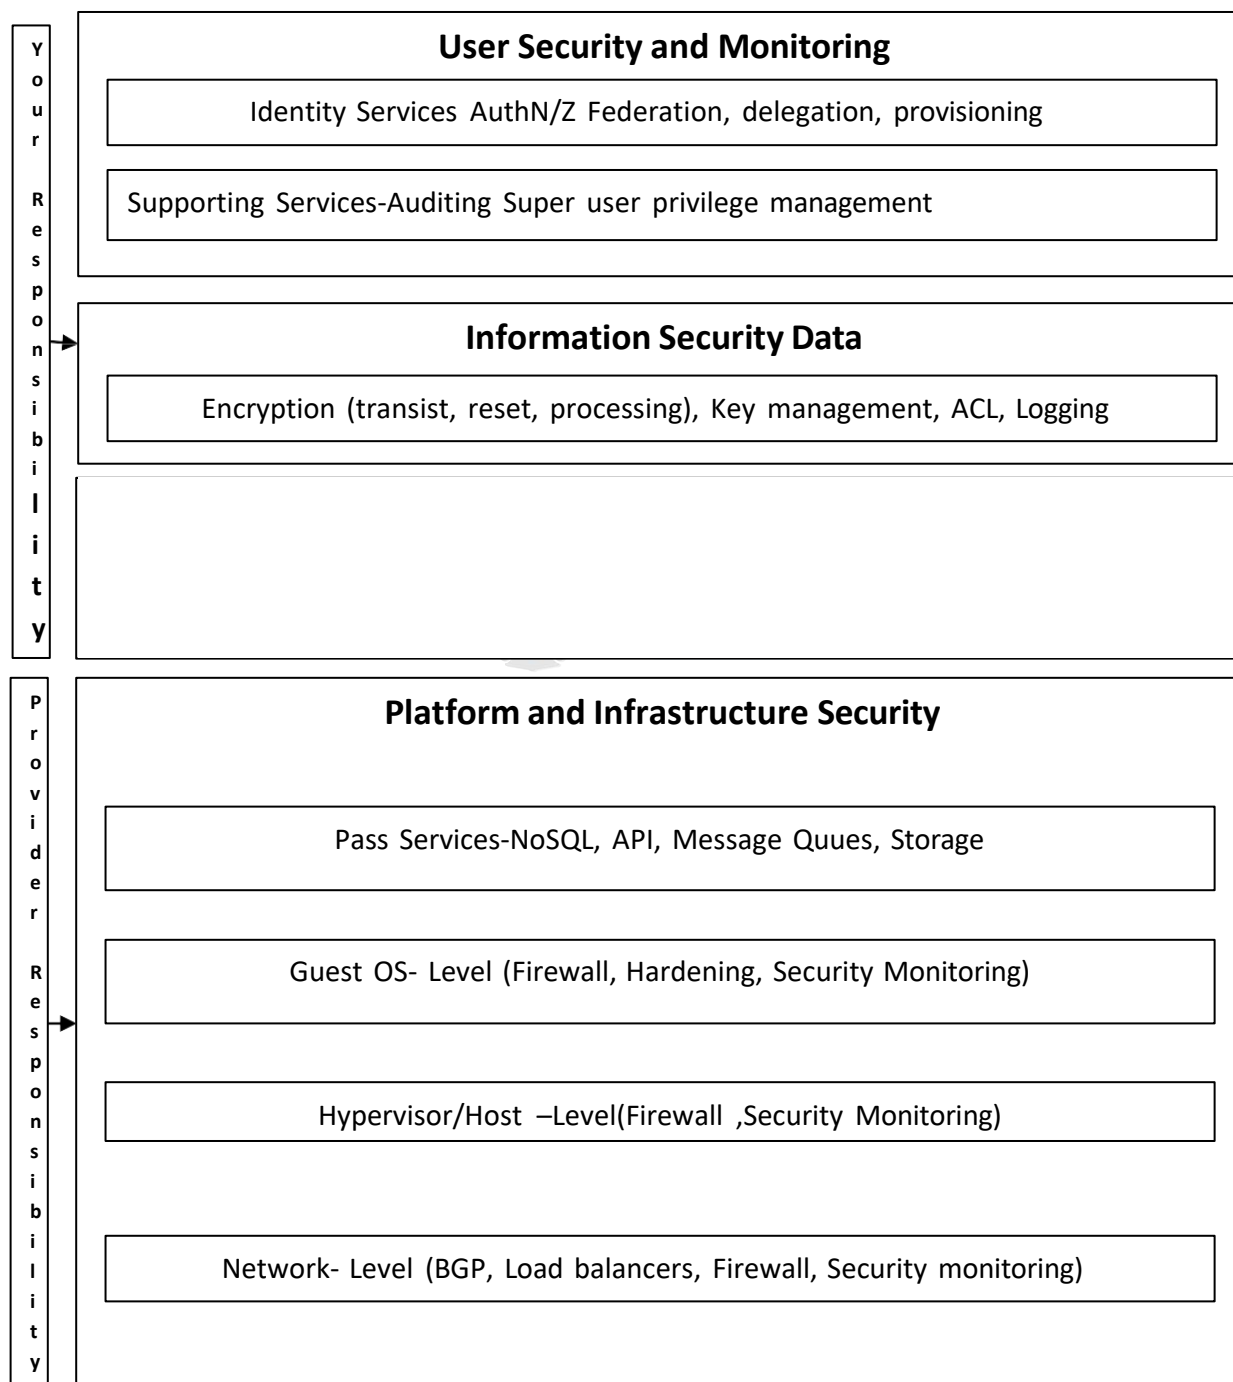 Your Responsibility
User Security and Monitoring
Identity Services AuthN/Z Federation, delegation, provisioning
Supporting Services-Auditing Super user privilege management
Information Security Data
Encryption (transist, reset, processing), Key management, ACL, Logging
Provider Responsibility
Platform and Infrastructure Security
Pass Services-NoSQL, API, Message Quues, Storage
Guest OS- Level (Firewall, Hardening, Security Monitoring)
Hypervisor/Host –Level(Firewall ,Security Monitoring)
Network- Level (BGP, Load balancers, Firewall, Security monitoring)